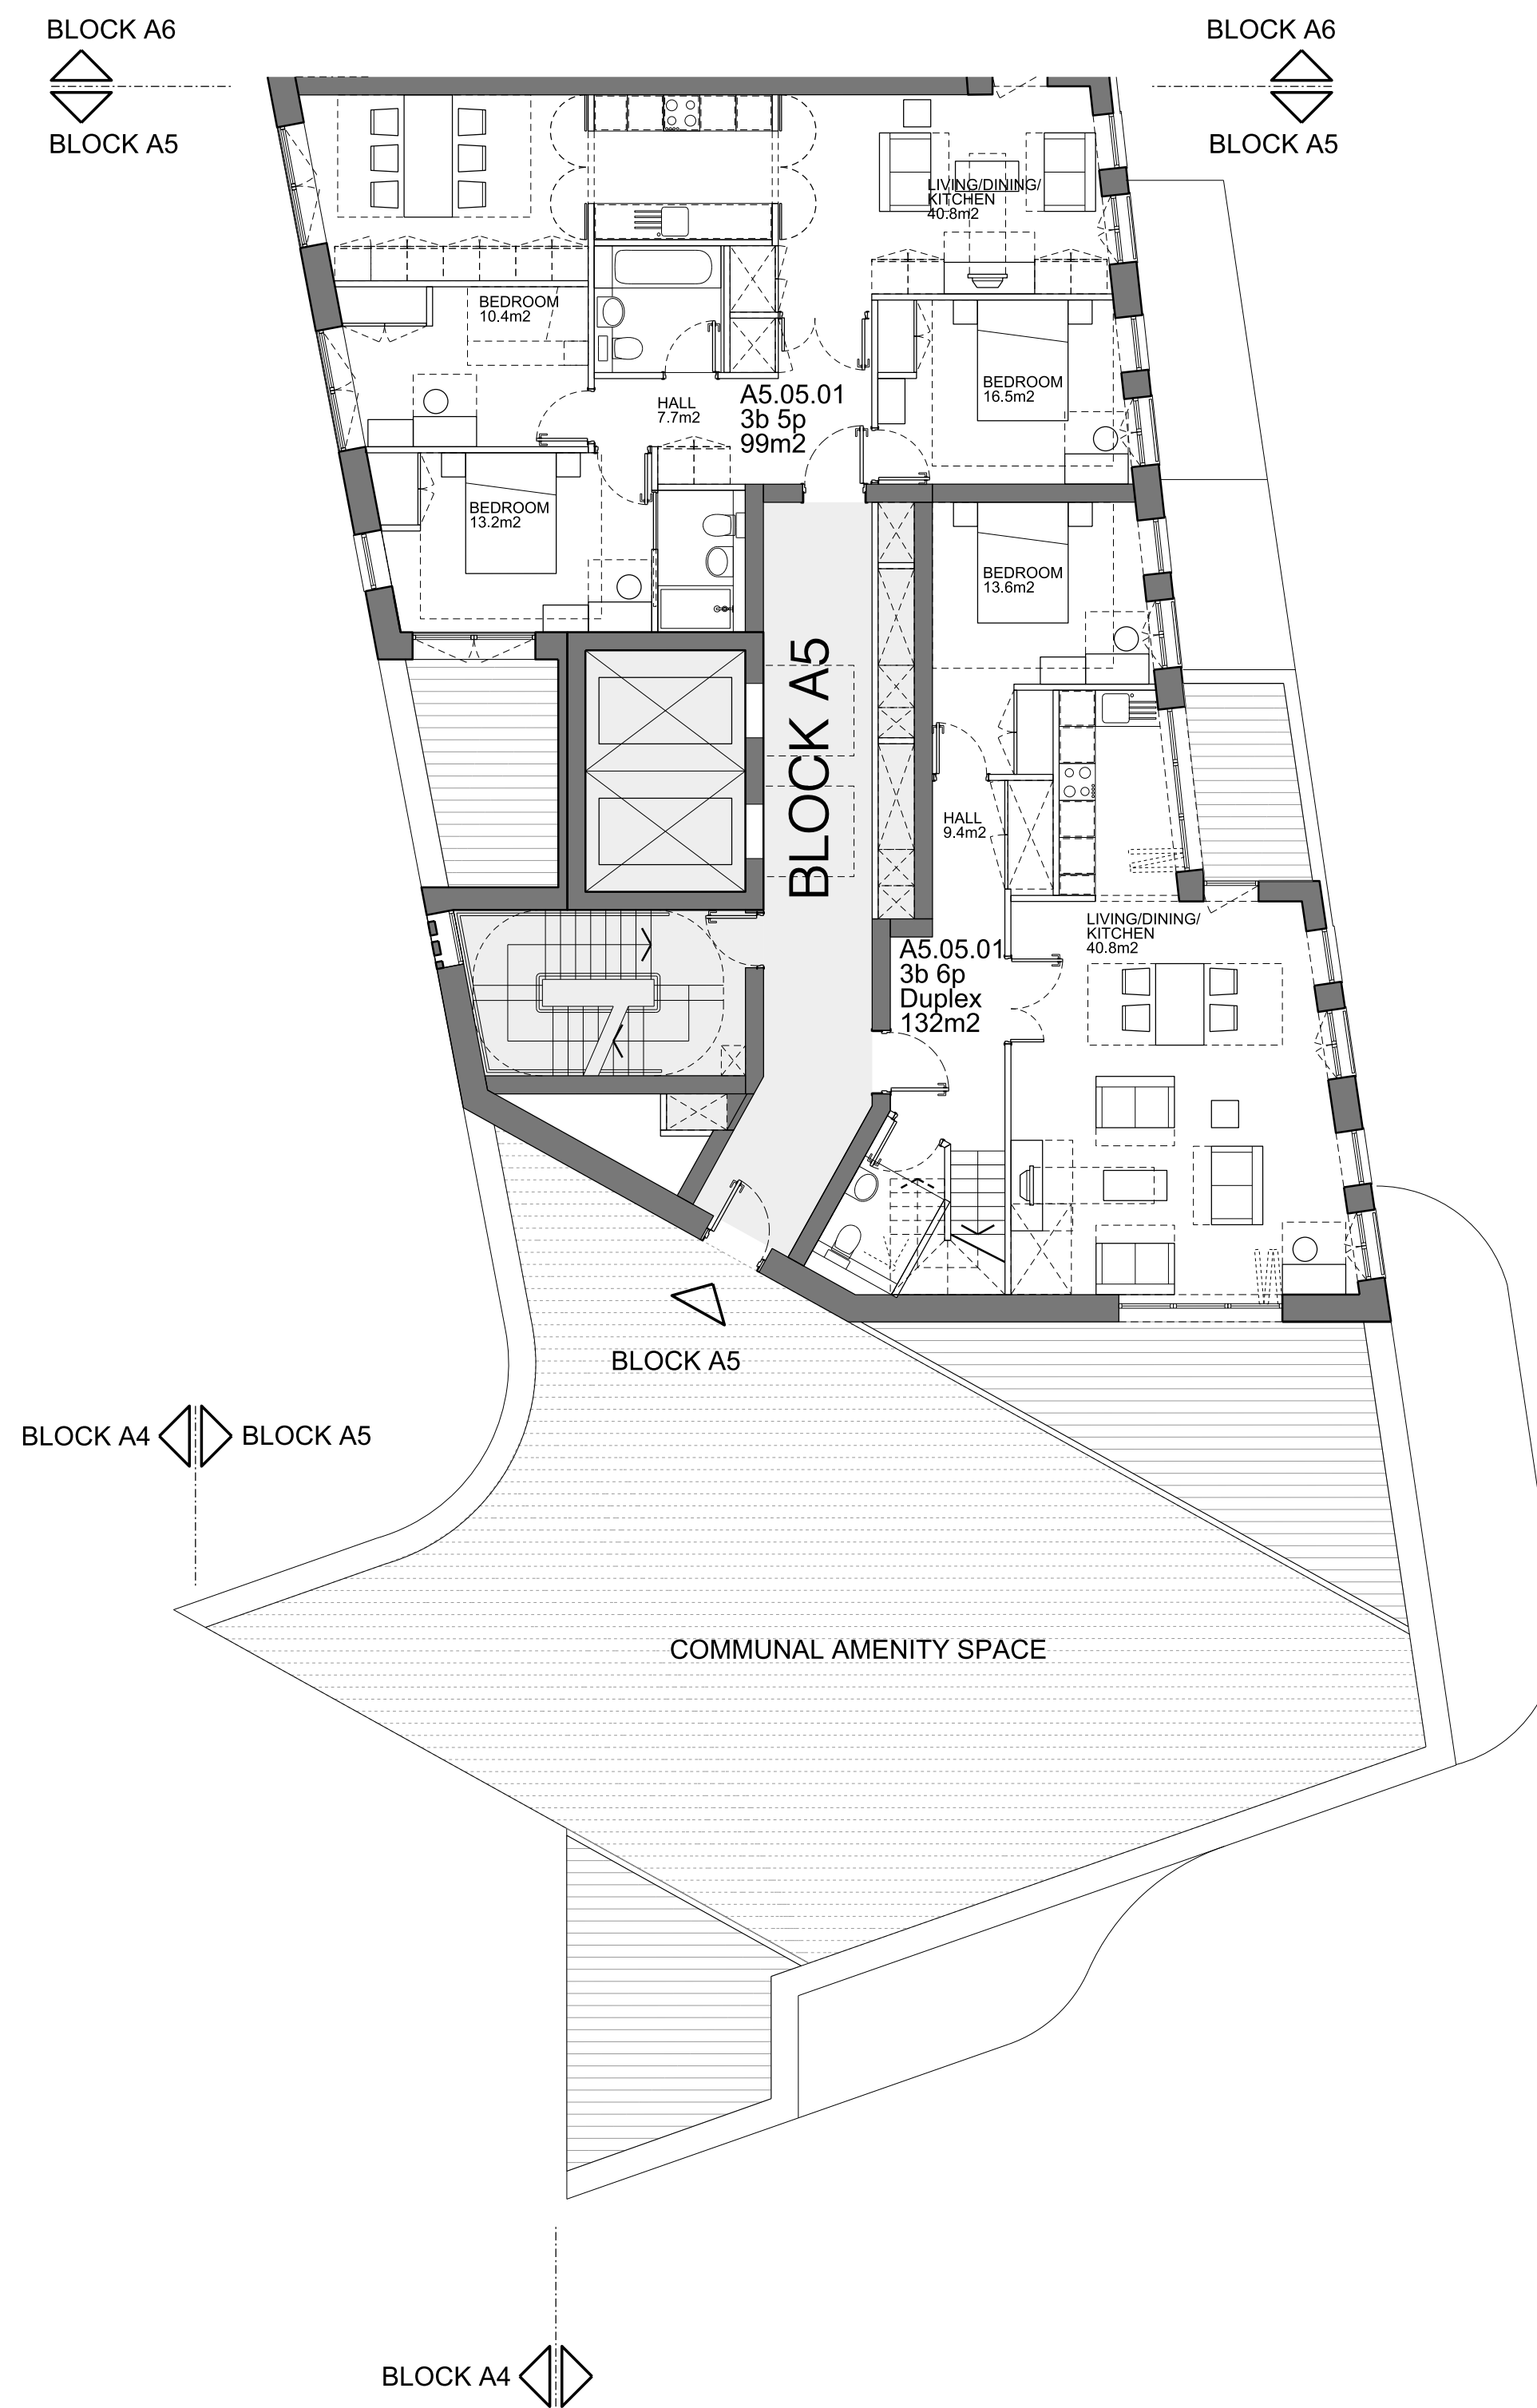 BLOCK A6
BLOCK A5
BLOCK A6
BLOCK A5
LIVING/DINING/
KITCHEN
40.8m2
BEDROOM
10.4m2
HALL
7.7m2
A5.05.01
3b 5p
99m2
BEDROOM
16.5m2
BEDROOM
13.2m2
BEDROOM
13.6m2
BLOCK A5
HALL
9.4m2
LIVING/DINING/
KITCHEN
40.8m2
A5.05.01
3b 6p
Duplex
132m2
BLOCK A5
BLOCK A4
BLOCK A5
COMMUNAL AMENITY SPACE
BLOCK A4